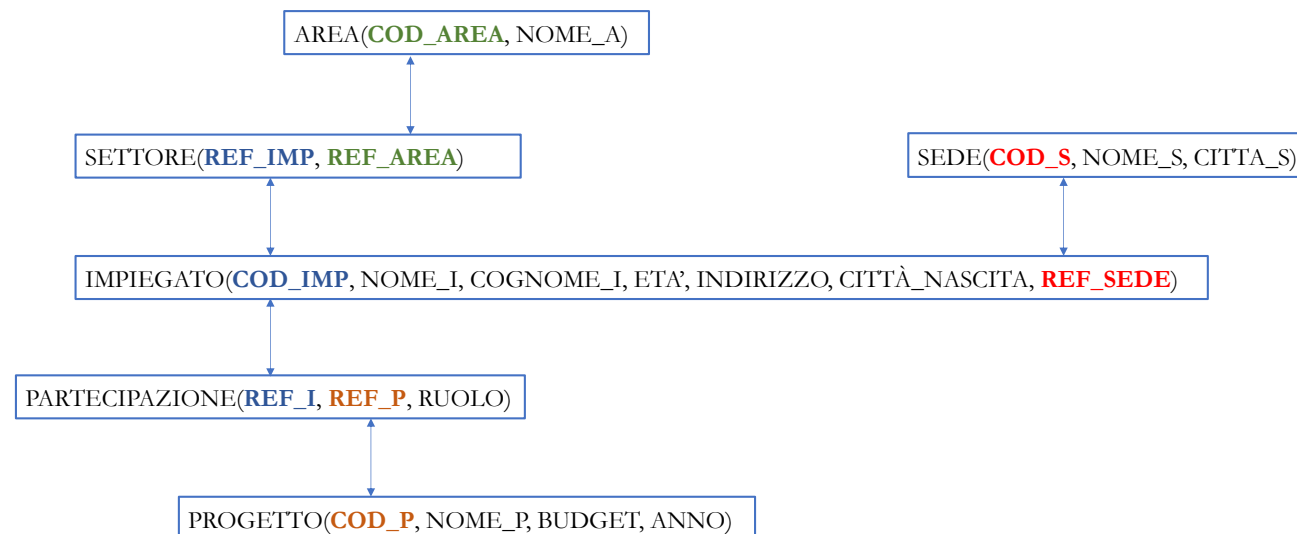 AREA(COD_AREA, NOME_A)
SETTORE(REF_IMP, REF_AREA)
SEDE(COD_S, NOME_S, CITTA_S)
IMPIEGATO(COD_IMP, NOME_I, COGNOME_I, ETA’, INDIRIZZO, CITTÀ_NASCITA, REF_SEDE)
PARTECIPAZIONE(REF_I, REF_P, RUOLO)
PROGETTO(COD_P, NOME_P, BUDGET, ANNO)